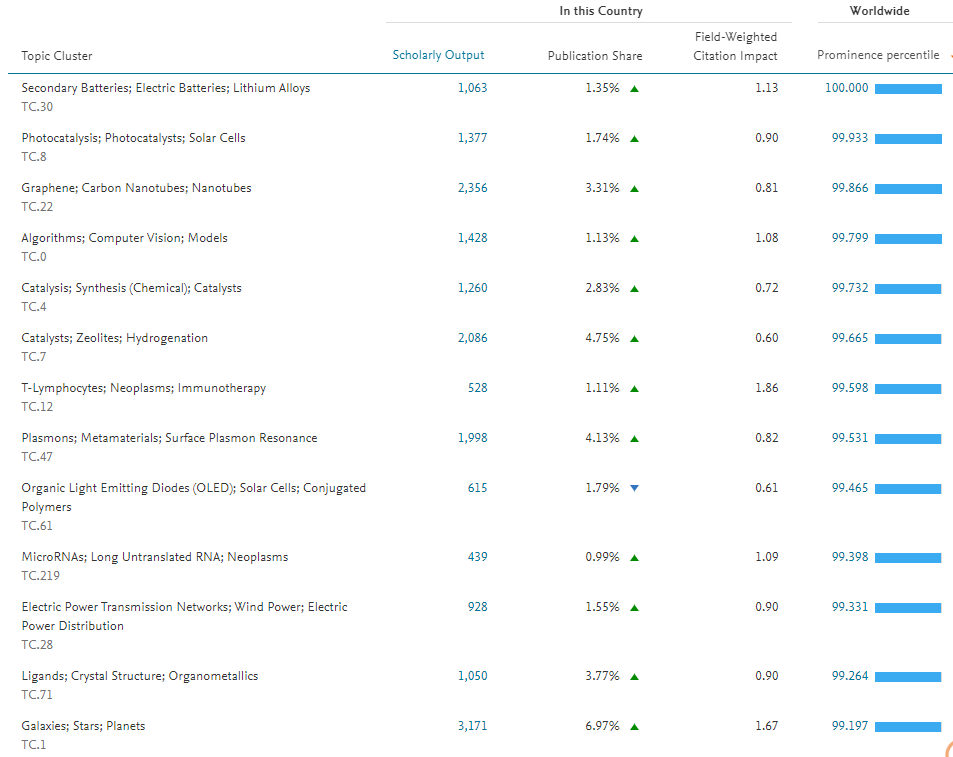 In this Country Worldwide
Field-Weighted
Topic Cluster Scholarly Output Publication Share Citation Impact Prominence percentile
Secondary Batteries; Electric Batteries; Lithium Alloys 1,063 1.35% 1.13 100.000
TC.30
Photocatalysis; Photocatalysts; Solar Cells 1,377 1.74% 0.90 99.933
TC.8
Graphene; Carbon Nanotubes; Nanotubes 2,356 3.31% 0.81 99.866
TC.22
Algorithms; Computer Vision; Models 1,428 1.13% 1.08 99.799
TC.0
Catalysis; Synthesis (Chemical); Catalysts 1,260 2.83% 0.72 99.732
TC.4
Catalysts; Zeolites; Hydrogenation 2,086 4.75% 0.60 99.665
TC.7
T-Lymphocytes; Neoplasms; Immunotherapy 528 1.11% 1.86 99.598
TC.12
Plasmons; Metamaterials; Surface Plasmon Resonance 1,998 4.13% 0.82 99.531
TC.47
Organic Light Emitting Diodes (OLED); Solar Cells; Conjugated 615 1.79% 0.61 99.465
Polymers
TC.61
MicroRNAs; Long Untranslated RNA; Neoplasms 439 0.99% 1.09 99.398
TC.219
Electric Power Transmission Networks; Wind Power; Electric 928 1.55% 0.90 99.331
Power Distribution
TC.28
Ligands; Crystal Structure; Organometallics 1,050 3.77% 0.90 99.264
TC.71
Galaxies; Stars; Planets 3,171 6.97% 1.67 99.197
TC.1